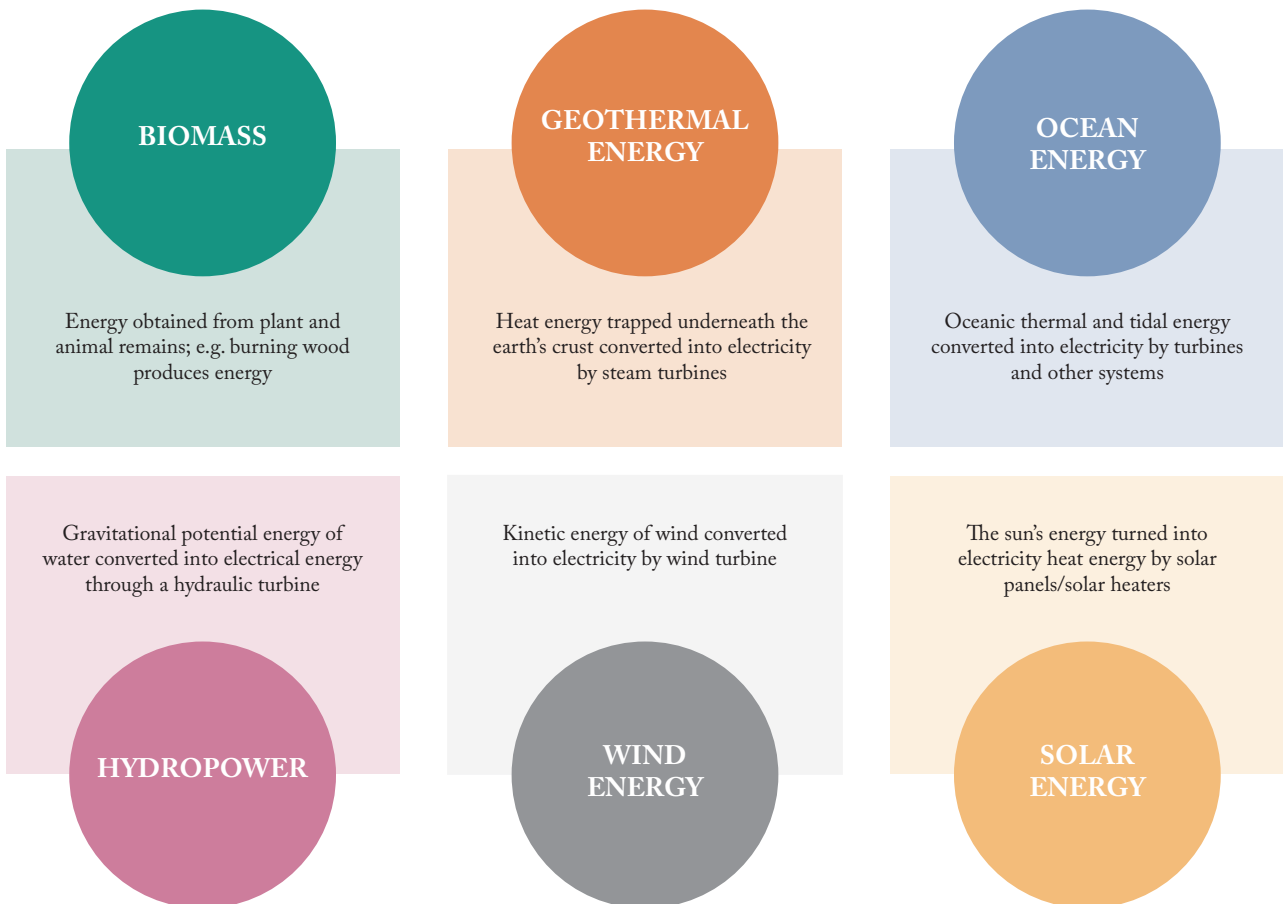 BIOMASS
Energy obtained from plant and
animal remains; e.g. burning wood
produces energy
GEOTHERMAL
ENERGY
Heat energy trapped underneath the
earth’s crust converted into electricity
by steam turbines
OCEAN
ENERGY
Oceanic thermal and tidal energy
converted into electricity by turbines
and other systems
Gravitational potential energy of
water converted into electrical energy
through a hydraulic turbine
HYDROPOWER
Kinetic energy of wind converted
into electricity by wind turbine
WIND
ENERGY
The sun’s energy turned into
electricity heat energy by solar
panels/solar heaters
SOLAR
ENERGY